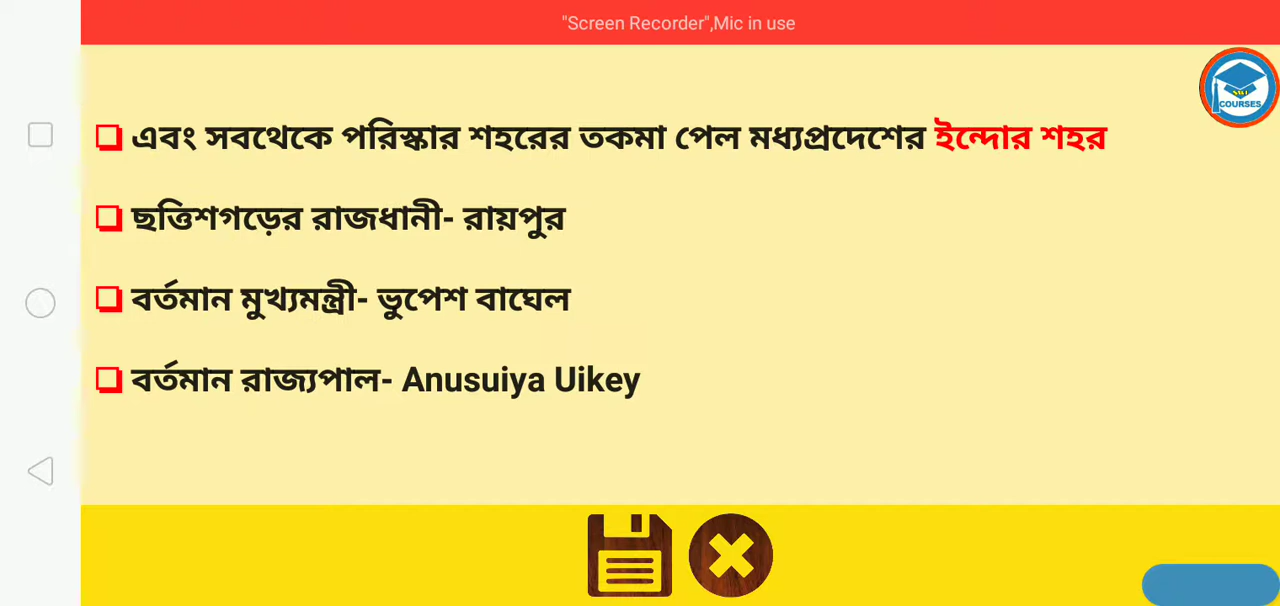 "Screen Recorder",Mic in use
COURSES
এবং সবথেকে পরিস্কার শহরের তকমা পেল মধ্যপ্রদেশের ইন্দোর শহর
ছত্তিশগড়ের রাজধানী- রায়পুর
বর্তমান মুখ্যমন্ত্রী- ভুপেশ বাঘেল
বর্তমান রাজ্যপাল- Anusuiya Uikey